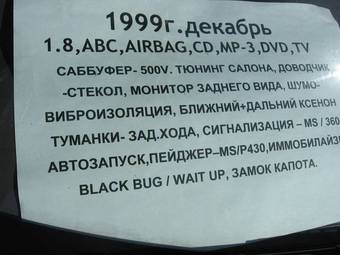 1999г.декабрь
1.8,АВС,AIRBAG,CD,MP-3,DVD,TV
САББУФЕР- 500V. ТЮНИНГ САЛОНА, ДОВОДЧИК
-СТЕКОЛ, МОНИТОР ЗАДНЕГО ВИДА, ШУМО-
ВИБРОИЗОЛЯЦИЯ, БЛИЖНИЙ+ДАЛЬНИЙ КСЕНОН
ТУМАНКИ- ЗАД.ХОДА, СИГНАЛИЗАЦИЯ – MS / 360
АВТОЗАПУСК,ПЕЙДЖЕР–MS/P430,ИММОБИЛАЙЗ
BLACK BUG / WAIT UP, ЗАМОК КАПОТА.